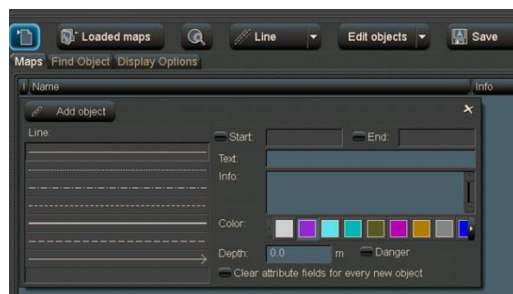 Loaded maps Line Edit objects Save
Maps Find Object Display Options
! Name Info
Add object
Line: Start: End:
Text:
Info:
Color:
Depth: 0.0 m Danger
Clear attribute fields for every new object